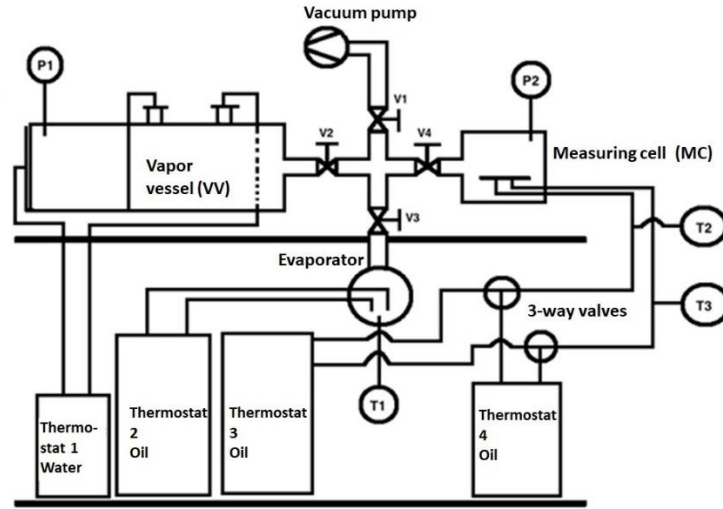 Vacuum pump
P1
P2
V1
V2
V4
Vapor
vessel (VV)
Measuring cell (MC)
V3
Evaporator
T2
3-way valves
T3
T1
Thermo-
stat 1
Water
Thermostat
2
Oil
Thermostat
3
Oil
Thermostat
4
Oil